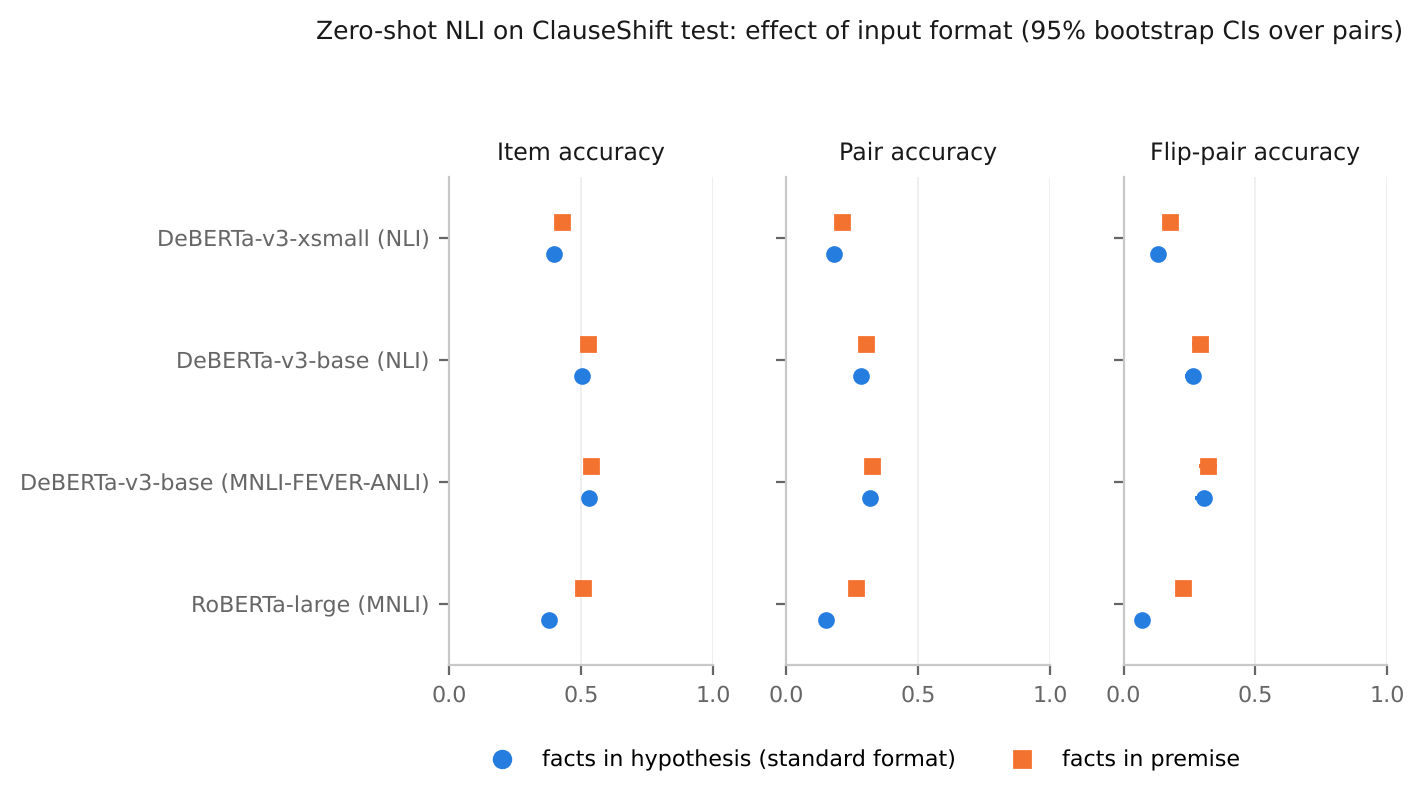 Zero-shot NLI on ClauseShift test: effect of input format (95% bootstrap CIs over pairs)
Item accuracy
Pair accuracy
Flip-pair accuracy
DeBERTa-v3-xsmall (NLI)
DeBERTa-v3-base (NLI)
DeBERTa-v3-base (MNLI-FEVER-ANLI)
RoBERTa-large (MNLI)
0.0 0.5 1.0
0.0 0.5 1.0
0.0 0.5 1.0
facts in hypothesis (standard format)
facts in premise